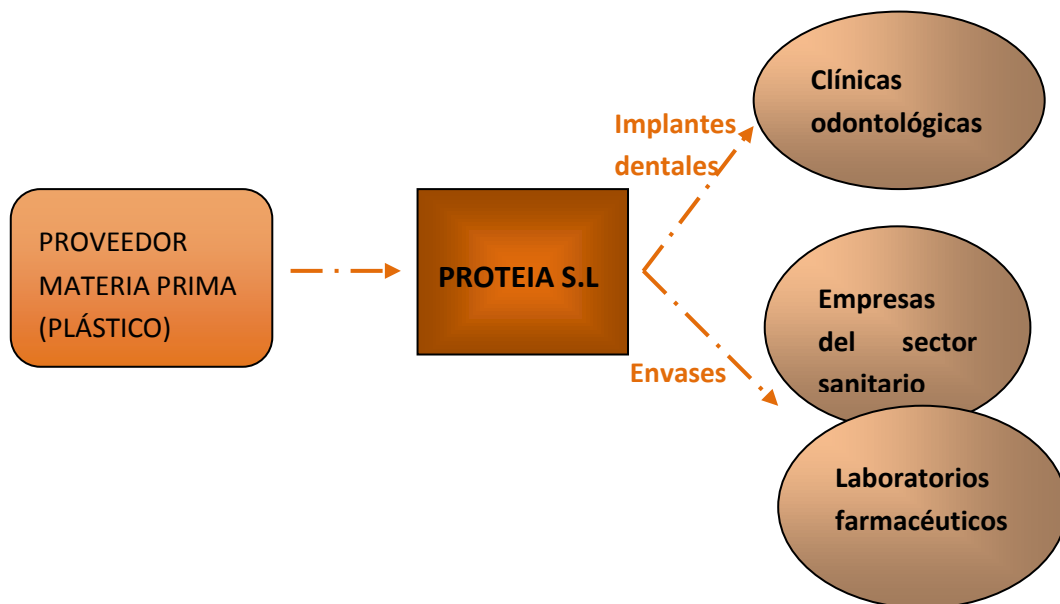 PROVEEDOR
MATERIA PRIMA
(PLÁSTICO)
PROTEIA S.L
Implantes
dentales
Envases
Clínicas
odontológicas
Empresas
del sector
sanitario
Laboratorios
farmacéuticos